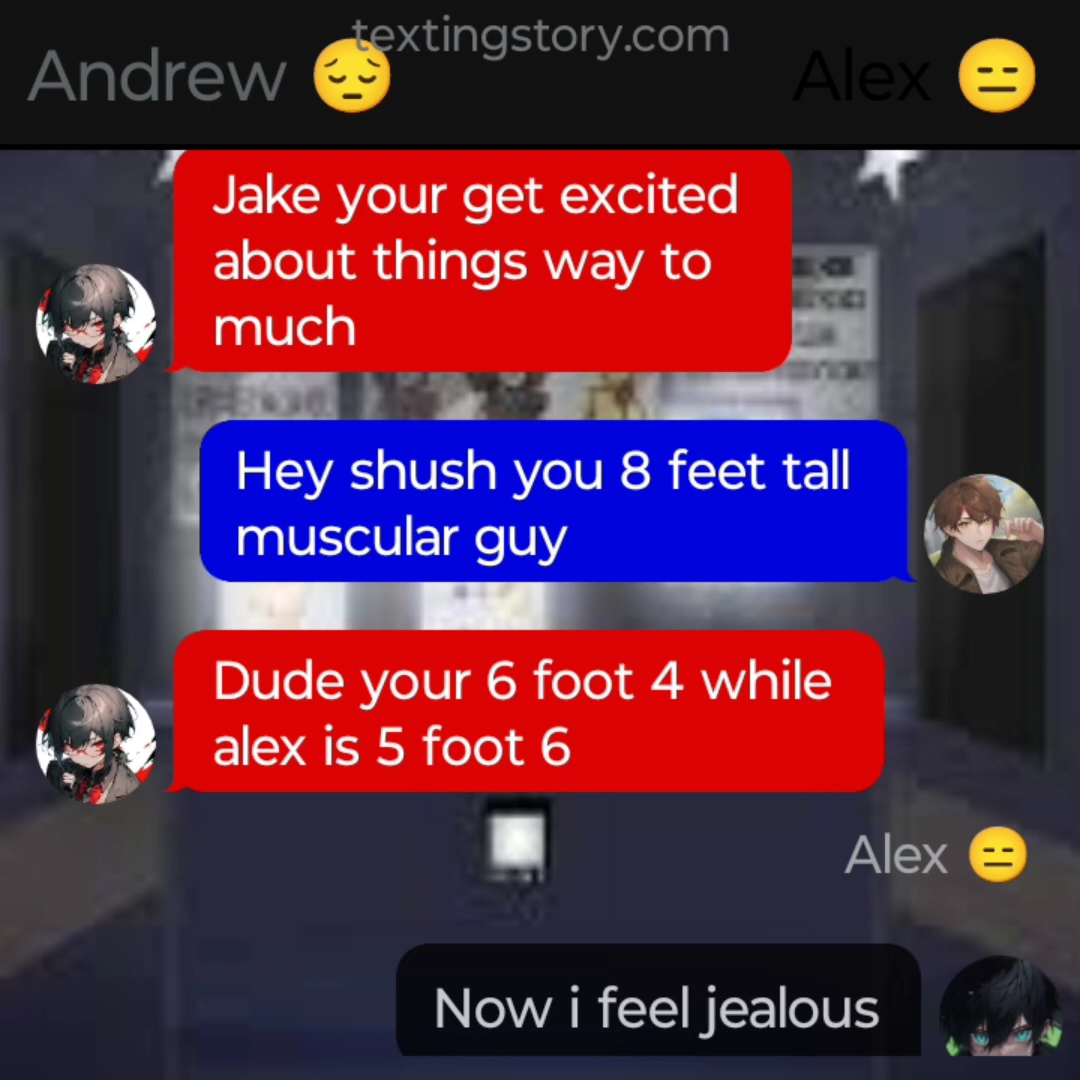 textingstory.com
Andrew 😔
Alex 😑
Jake your get excited
about things way to
much
Hey shush you 8 feet tall
muscular guy
Dude your 6 foot 4 while
alex is 5 foot 6
Alex 😑
Now i feel jealous